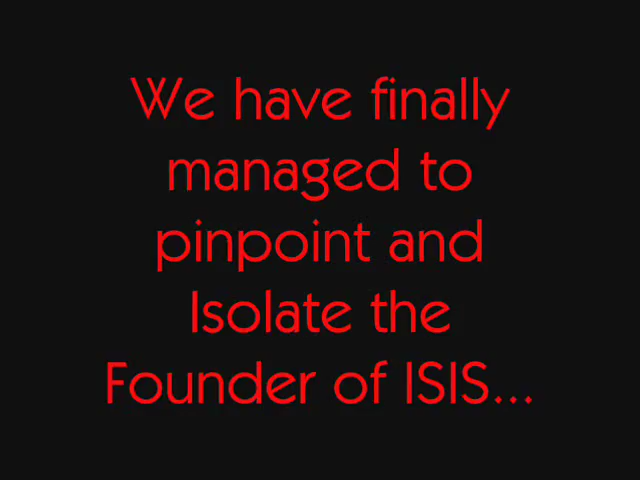 We have finally
managed to
pinpoint and
Isolate the
Founder of ISIS...